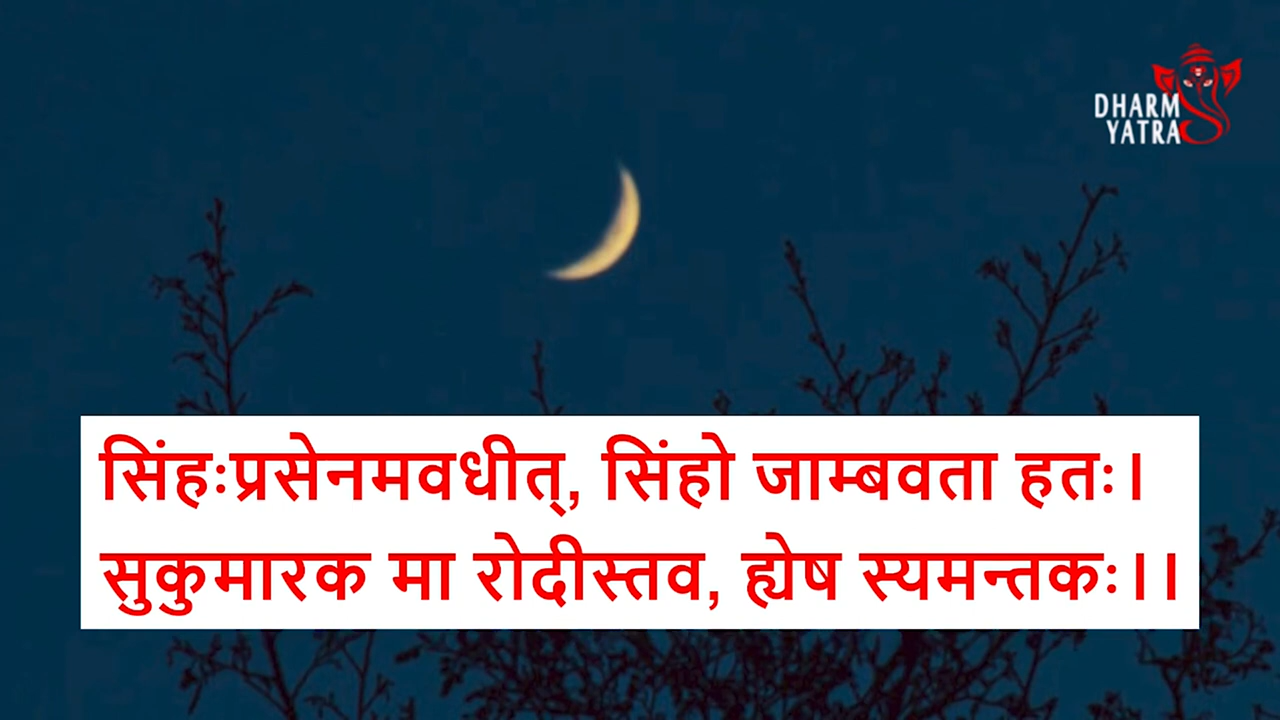 DHARM
YATRA
सिंहःप्रसेनमवधीत्, सिंहो जाम्बवता हतः।
सुकुमारक मा रोदीस्तव, ह्येष स्यमन्तकः।।